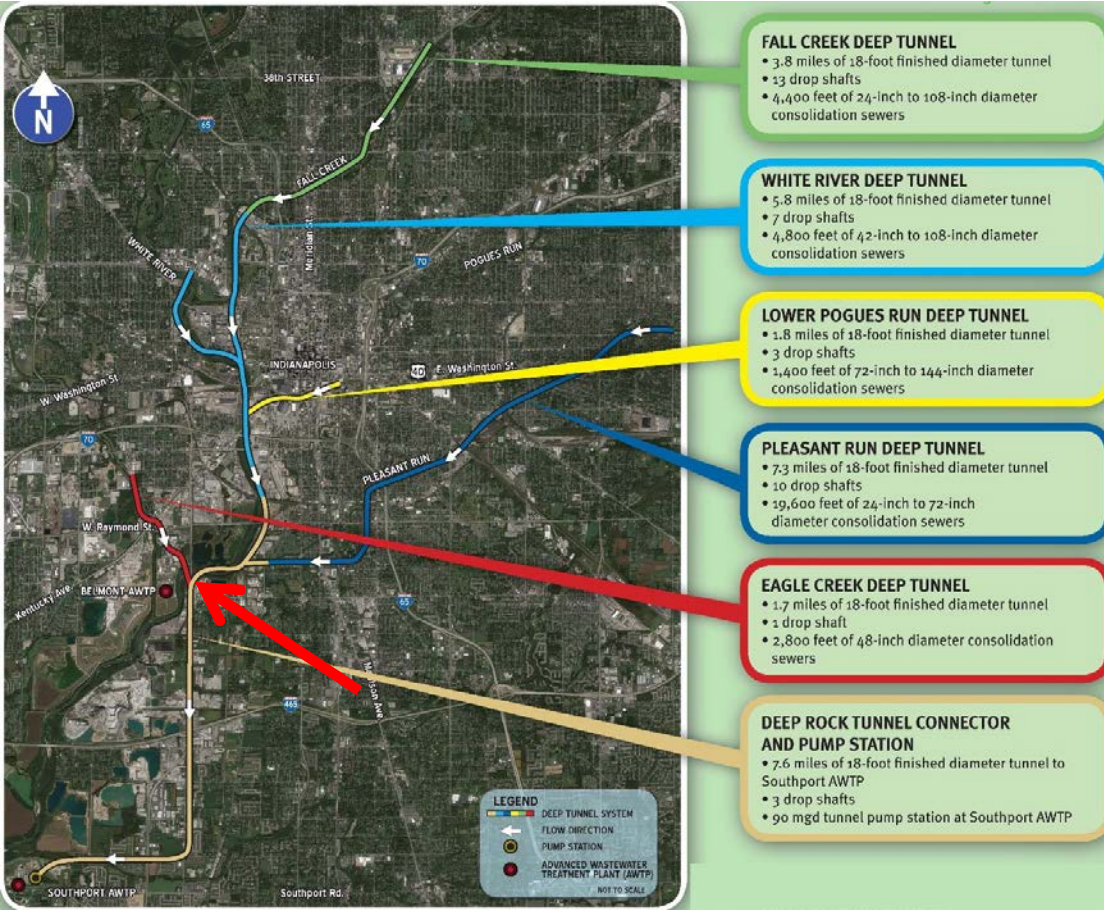 38th STREET
N
65
FALL CREEK
Meridian St.
WHITE RIVER
70
POGUES RUN
INDIANAPOLIS
40
E. Washington St.
W. Washington St.
70
PLEASANT RUN
W. Raymond St.
Kentucky Ave.
BELMONT AWTP
65
465
SOUTHPORT AWTP
Southport Rd.
LEGEND
DEEP TUNNEL SYSTEM
FLOW DIRECTION
PUMP STATION
ADVANCED WASTEWATER
TREATMENT PLANT (AWTP)
NOT TO SCALE
FALL CREEK DEEP TUNNEL
• 3.8 miles of 18-foot finished diameter tunnel
• 13 drop shafts
• 4,400 feet of 24-inch to 108-inch diameter
consolidation sewers
WHITE RIVER DEEP TUNNEL
• 5.8 miles of 18-foot finished diameter tunnel
• 7 drop shafts
• 4,800 feet of 42-inch to 108-inch diameter
consolidation sewers
LOWER POGUES RUN DEEP TUNNEL
• 1.8 miles of 18-foot finished diameter tunnel
• 3 drop shafts
• 1,400 feet of 72-inch to 144-inch diameter
consolidation sewers
PLEASANT RUN DEEP TUNNEL
• 7.3 miles of 18-foot finished diameter tunnel
• 10 drop shafts
• 19,600 feet of 24-inch to 72-inch
diameter consolidation sewers
EAGLE CREEK DEEP TUNNEL
• 1.7 miles of 18-foot finished diameter tunnel
• 1 drop shaft
• 2,800 feet of 48-inch diameter consolidation
sewers
DEEP ROCK TUNNEL CONNECTOR
AND PUMP STATION
• 7.6 miles of 18-foot finished diameter tunnel to
Southport AWTP
• 3 drop shafts
• 90 mgd tunnel pump station at Southport AWTP